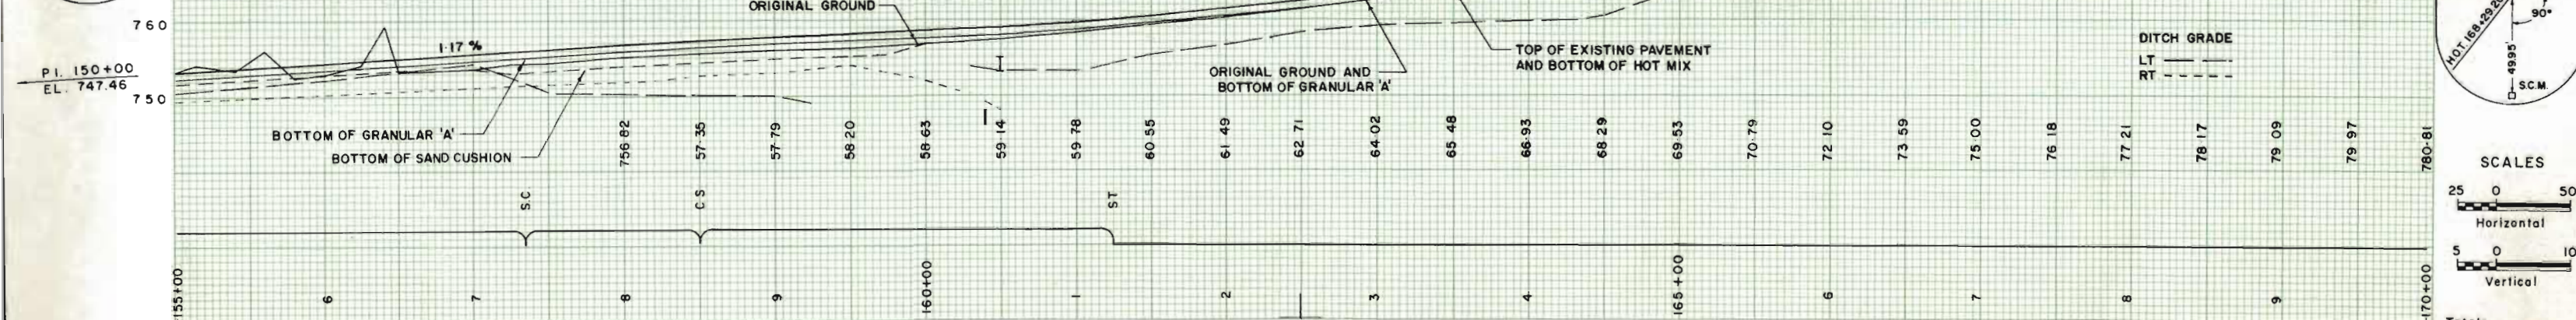 ORIGINAL GROUND
760
1·17 %
P.I. 150+00
EL. 747.46
750
BOTTOM OF GRANULAR 'A'
BOTTOM OF SAND CUSHION
ORIGINAL GROUND AND
BOTTOM OF GRANULAR 'A'
TOP OF EXISTING PAVEMENT
AND BOTTOM OF HOT MIX
DITCH GRADE
LT
RT
90°
49.95'
S.C.M.
756·82
57·35
57·79
58·20
58·63
59·14
59·78
60·55
61·49
62·71
64·02
65·48
66·93
68·29
69·53
70·79
72·10
73·59
75·00
76·18
77·21
78·17
79·09
79·97
780·81
S.C
C S
S T
SCALES
25 0 50
Horizontal
5 0 10
Vertical
155+00
6
7
8
9
160+00
1
2
3
4
165+00
6
7
8
9
170+00